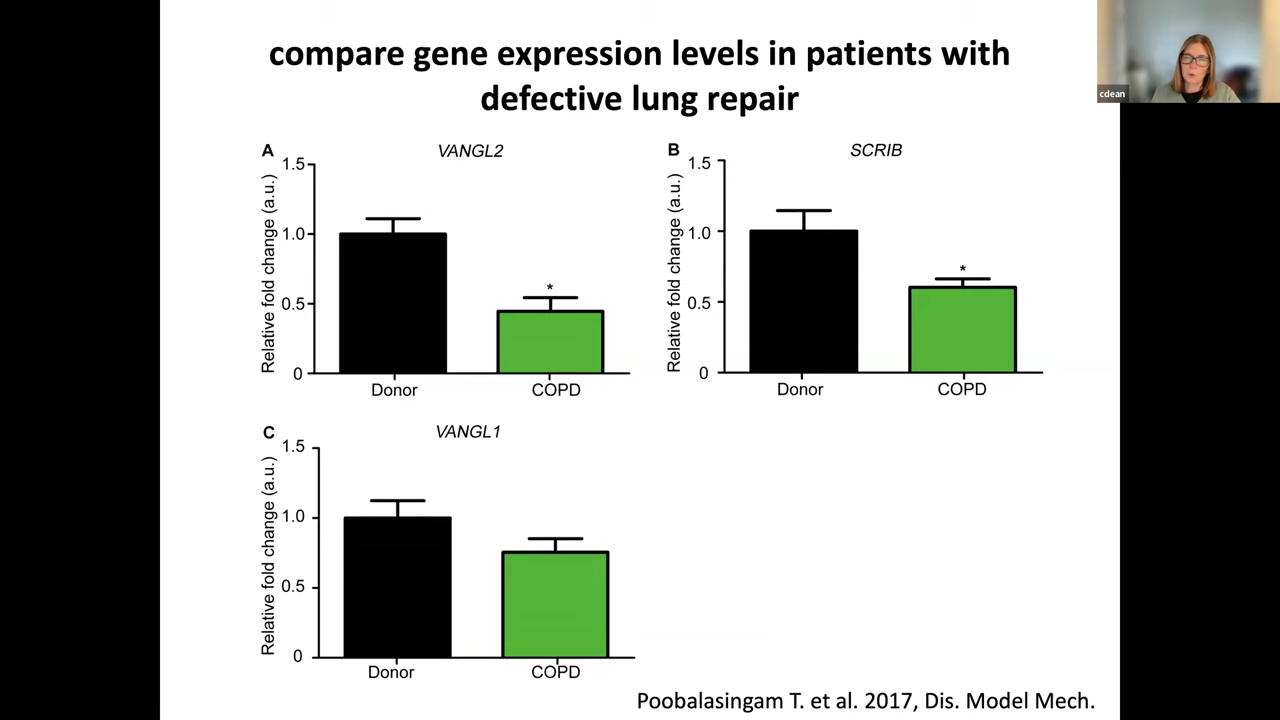 compare gene expression levels in patients with
defective lung repair
cdean
A
VANGL2
Relative fold change (a.u.)
1.5
1.0
0.5
0
*
Donor
COPD
B
SCRIB
Relative fold change (a.u.)
1.5
1.0
0.5
0
*
Donor
COPD
C
VANGL1
Relative fold change (a.u.)
1.5
1.0
0.5
0
Donor
COPD
Poobalasingam T. et al. 2017, Dis. Model Mech.